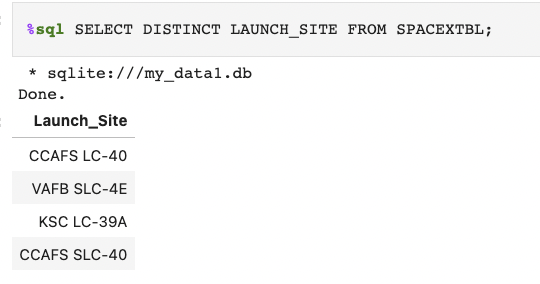 %sql SELECT DISTINCT LAUNCH_SITE FROM SPACEXTBL;
* sqlite:///my_data1.db
Done.
Launch_Site
CCAFS LC-40
VAFB SLC-4E
KSC LC-39A
CCAFS SLC-40